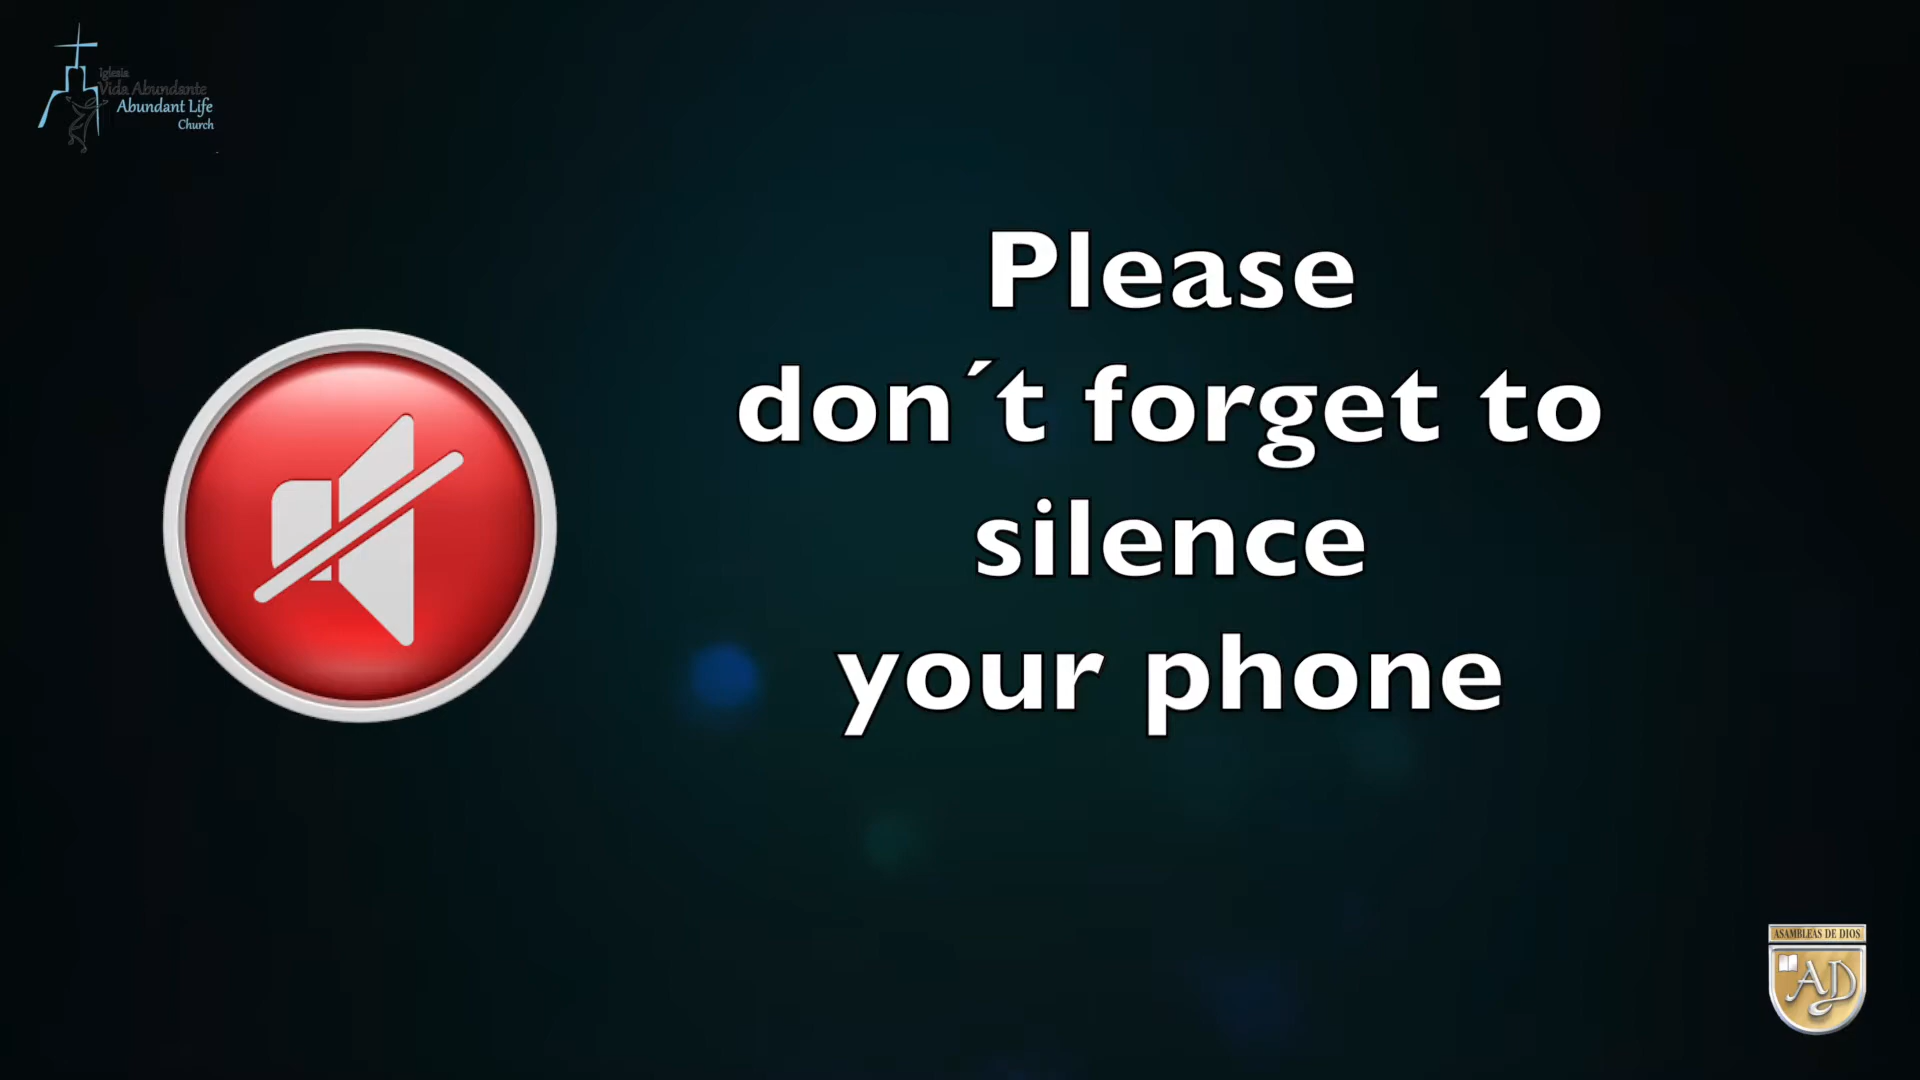 Iglesia
Vida Abundante
Abundant Life
Church
Please
don´t forget to
silence
your phone
ASAMBLEAS DE DIOS
AD